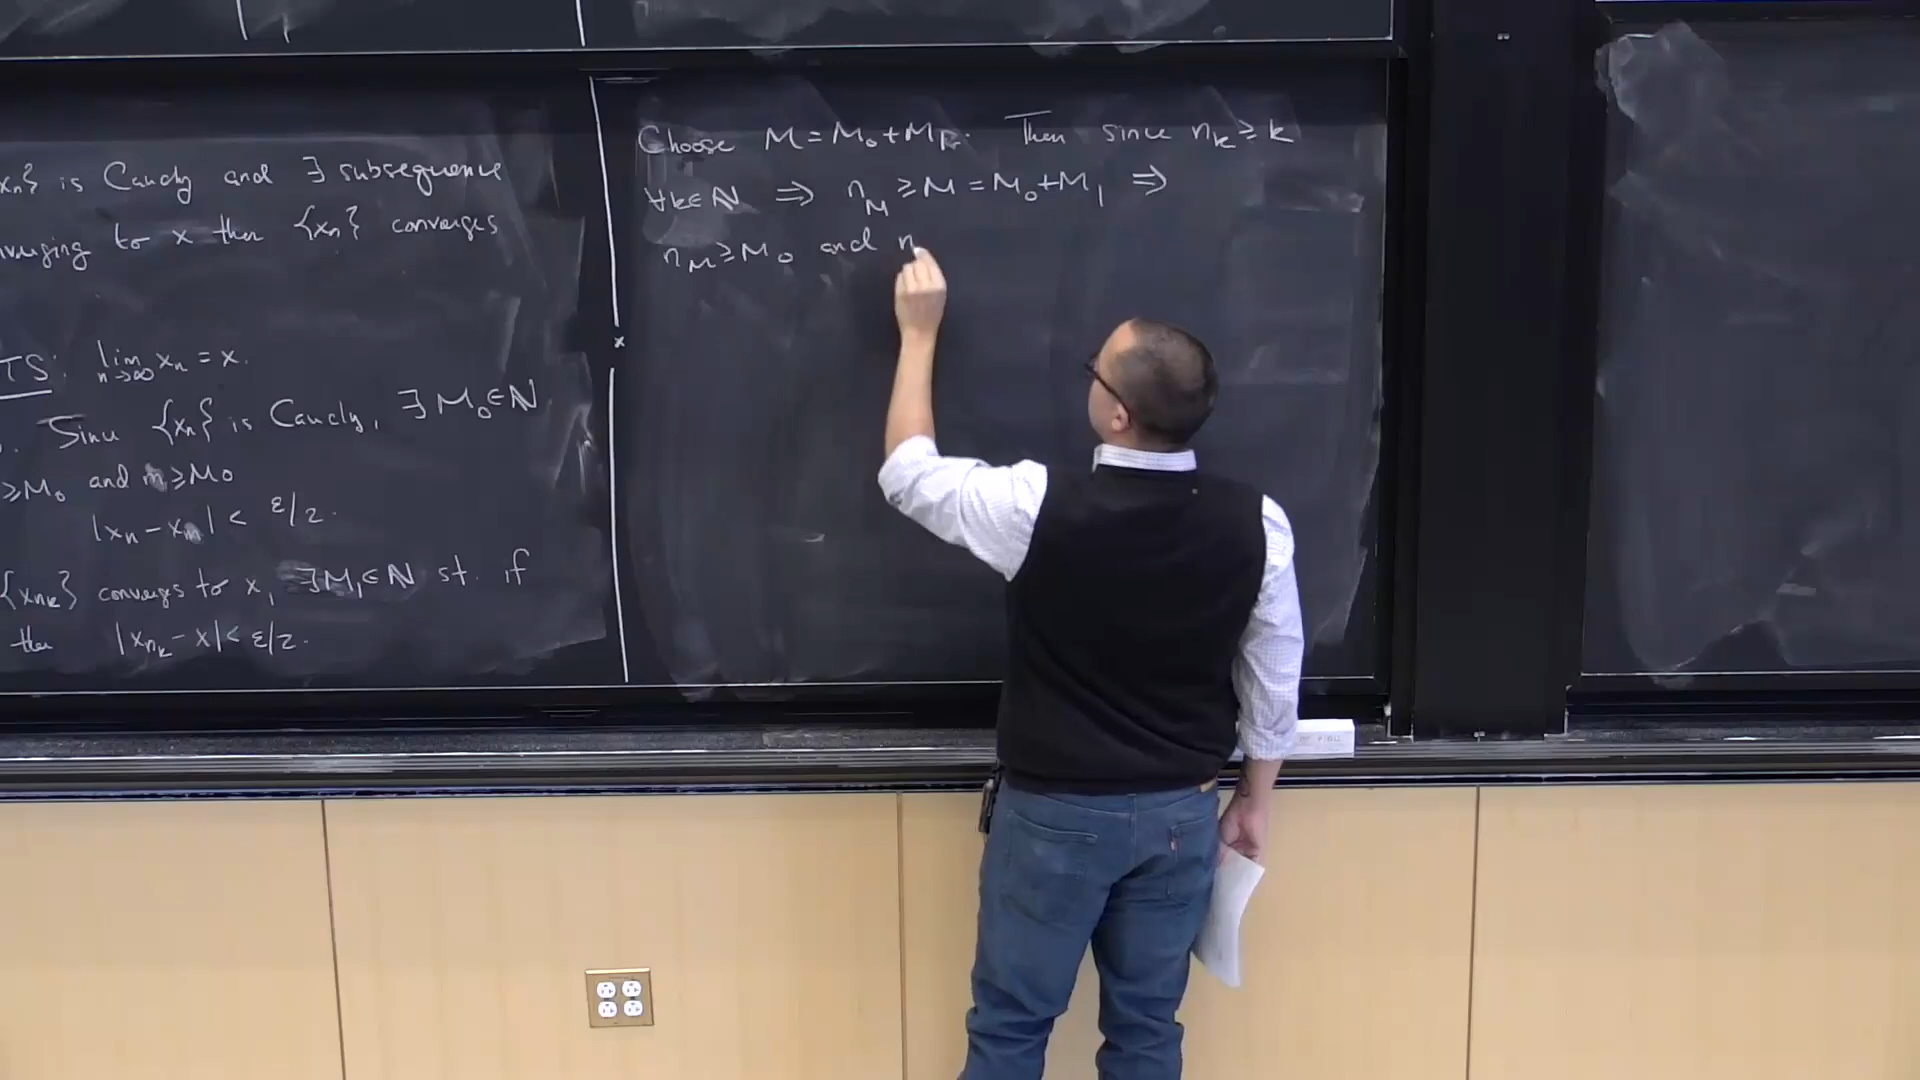 xn} is Cauchy and ∃ subsequence
nverging to x then {xn} converges
TS: lim n→∞ xn = x.
Since {xn} is Cauchy, ∃ M₀ ∈ ℕ
≥ M₀ and m ≥ M₀
|xn − xm| < ε/2.
{xnk} converges to x, ∃ M₁ ∈ ℕ st. if
then |xnk − x| < ε/2.
Choose M = M₀ + M₁. Then since nk ≥ k
∀k∈ℕ ⇒ nM ≥ M = M₀ + M₁ ⇒
nM ≥ M₀ and n